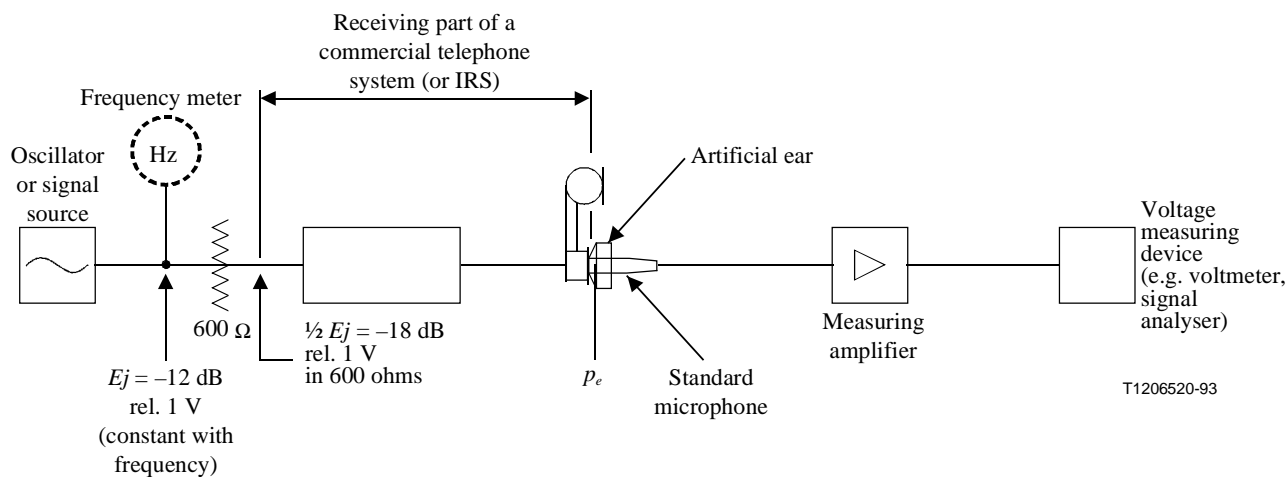 Receiving part of a
commercial telephone
system (or IRS)
Frequency meter
Hz
Oscillator
or signal
source
Artificial ear
Voltage
measuring
device
(e.g. voltmeter,
signal
analyser)
600 Ω
½ Ej = –18 dB
rel. 1 V
in 600 ohms
Measuring
amplifier
Ej = –12 dB
rel. 1 V
(constant with
frequency)
pe
Standard
microphone
T1206520-93